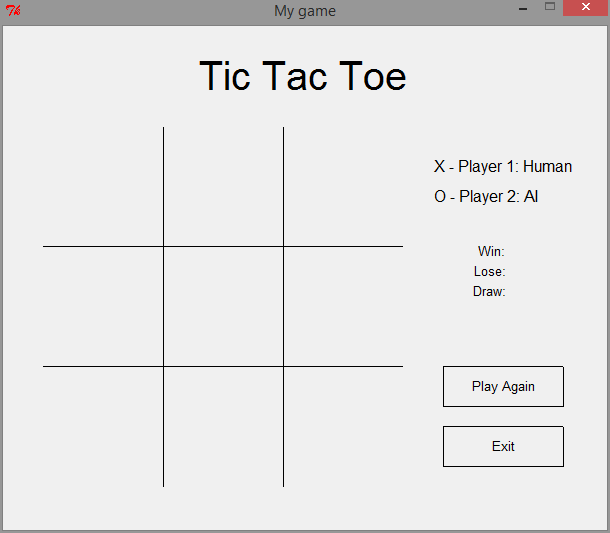 My game
Tic Tac Toe
X - Player 1: Human
O - Player 2: AI
Win:
Lose:
Draw:
Play Again
Exit